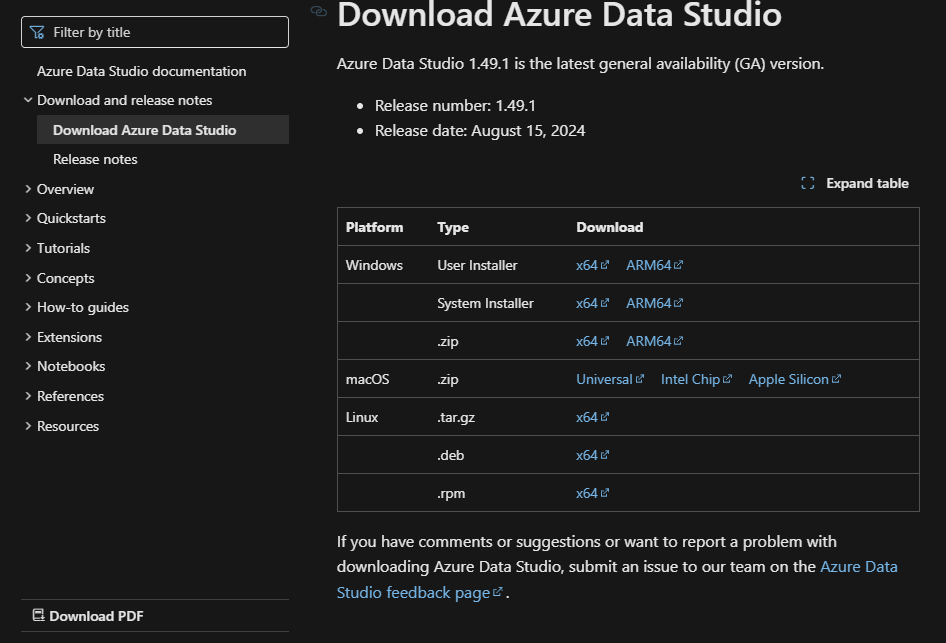 Filter by title
Azure Data Studio documentation
Download and release notes
Download Azure Data Studio
Release notes
Overview
Quickstarts
Tutorials
Concepts
How-to guides
Extensions
Notebooks
References
Resources
Download PDF
Download Azure Data Studio
Azure Data Studio 1.49.1 is the latest general availability (GA) version.
• Release number: 1.49.1
• Release date: August 15, 2024
Expand table
Platform Type Download
Windows User Installer x64 ARM64
System Installer x64 ARM64
.zip x64 ARM64
macOS .zip Universal Intel Chip Apple Silicon
Linux .tar.gz x64
.deb x64
.rpm x64
If you have comments or suggestions or want to report a problem with
downloading Azure Data Studio, submit an issue to our team on the Azure Data
Studio feedback page .